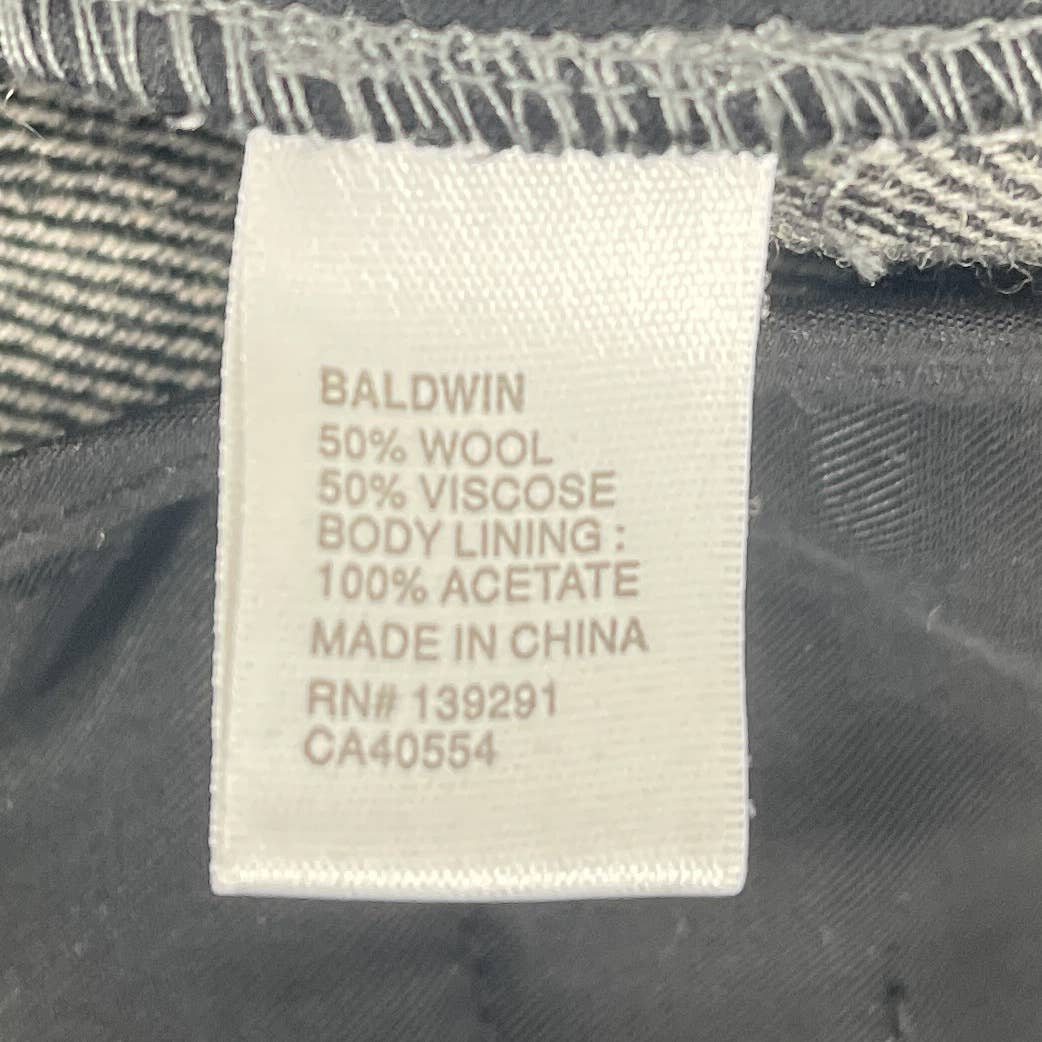 BALDWIN
50% WOOL
50% VISCOSE
BODY LINING :
100% ACETATE
MADE IN CHINA
RN# 139291
CA40554